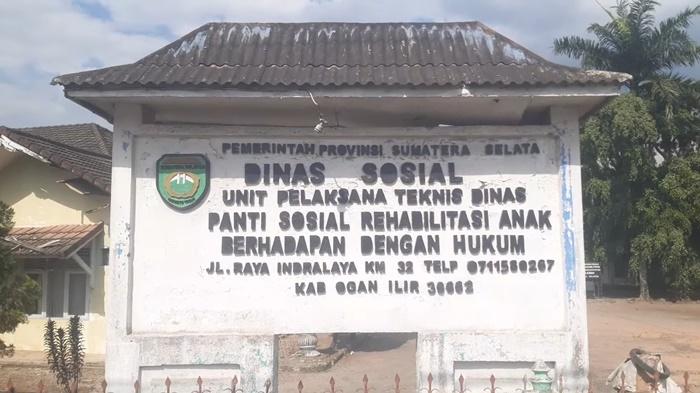 PEMERINTAH PROVINSI SUMATERA SELATA
DINAS SOSIAL
UNIT PELAKSANA TEKNIS DINAS
PANTI SOSIAL REHABILITASI ANAK
BERHADAPAN DENGAN HUKUM
JL. RAYA INDRALAYA KM 32 TELP 0711580267
KAB OGAN ILIR 30662